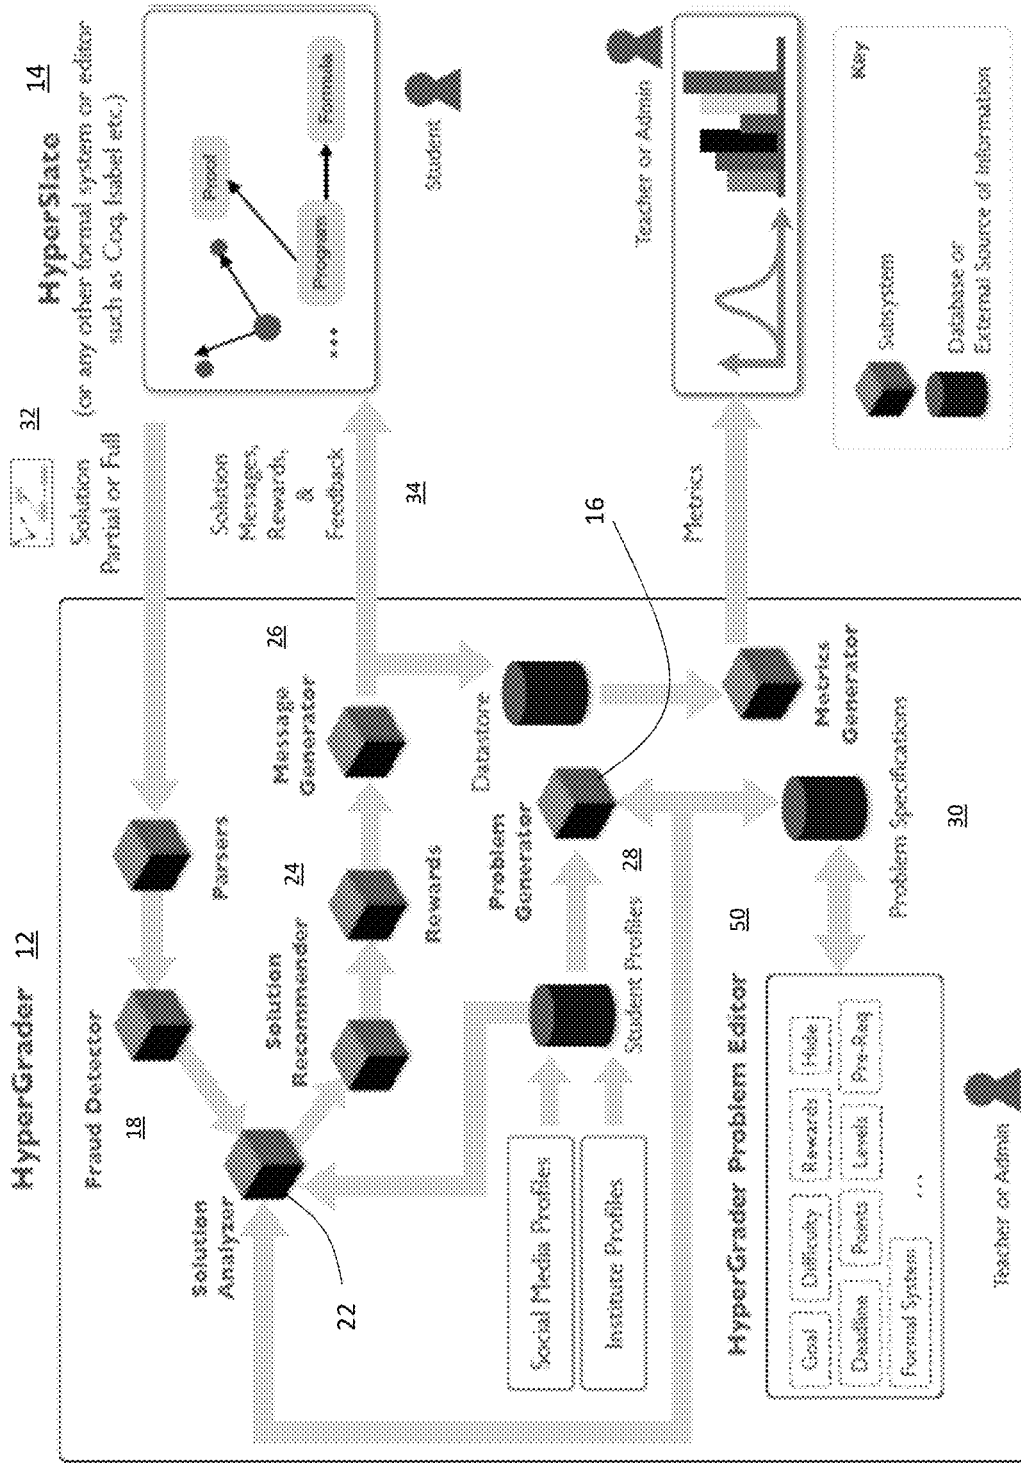 HyperGrader 12
Fraud Detector
18
Parsers
Solution
Analyzer
22
Solution
Recommender
24
Rewards
Message
Generator
26
Social Media Profiles
Institute Profiles
Student Profiles
Problem
Generator
28
16
Datastore
Metrics
Generator
HyperGrader Problem Editor
50
Goal
Difficulty
Rewards
Hide
Deadline
Points
Levels
Pre-Req
Formal System
...
Teacher or Admin
Problem Specifications
30
32
Solution
Partial or Full
Solution
Messages,
Rewards,
&
Feedback
34
Metrics
HyperSlate 14
(or any other formal system or editor
such as Coq, Isabel etc.)
Proof
Program
Formula
...
Student
Teacher or Admin
Key
Subsystem
Database or
External Source of Information